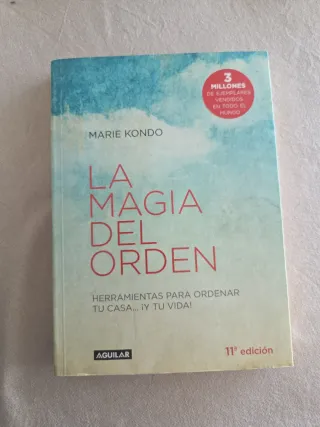 3
MILLONES
DE EJEMPLARES
VENDIDOS
EN TODO EL
MUNDO
MARIE KONDO
LA
MAGIA
DEL
ORDEN
HERRAMIENTAS PARA ORDENAR
TU CASA... ¡Y TU VIDA!
AGUILAR
11ª edición